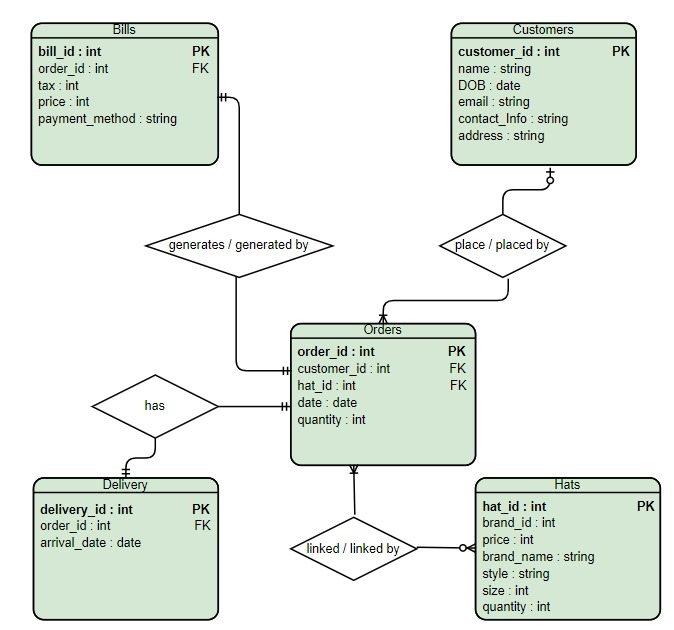 Bills
bill_id : int PK
order_id : int FK
tax : int
price : int
payment_method : string
Customers
customer_id : int PK
name : string
DOB : date
email : string
contact_Info : string
address : string
generates / generated by
place / placed by
Orders
order_id : int PK
customer_id : int FK
hat_id : int FK
date : date
quantity : int
has
Delivery
delivery_id : int PK
order_id : int FK
arrival_date : date
linked / linked by
Hats
hat_id : int PK
brand_id : int
price : int
brand_name : string
style : string
size : int
quantity : int